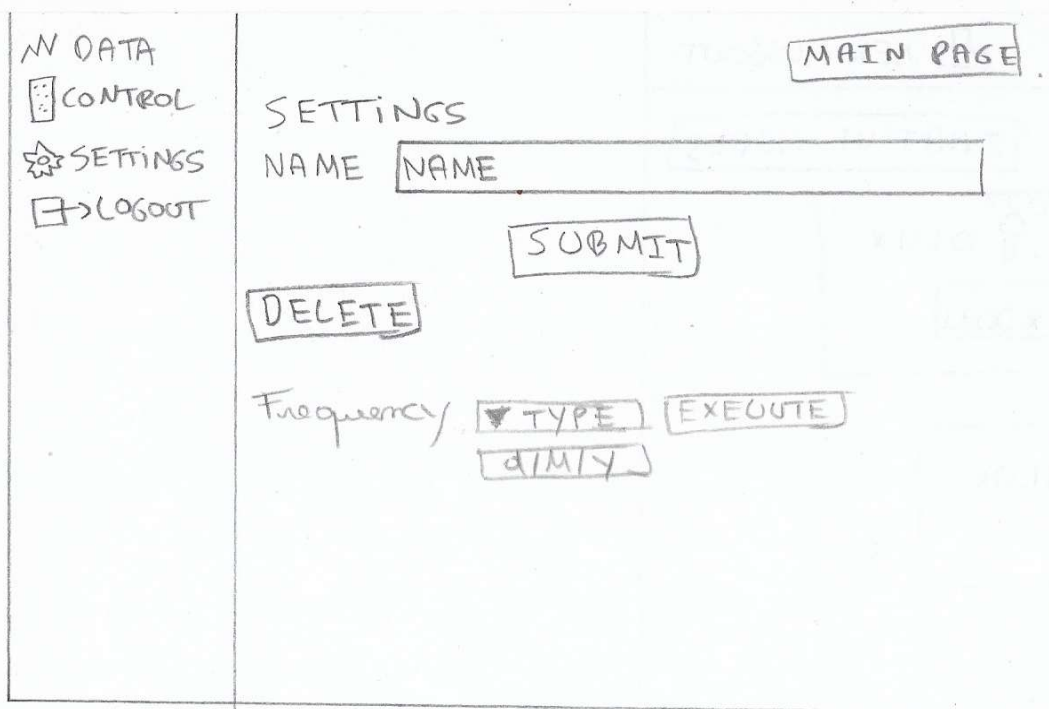 DATA
CONTROL
SETTINGS
LOGOUT
MAIN PAGE
SETTINGS
NAME NAME
SUBMIT
DELETE
Frequency TYPE EXECUTE
d/M/y